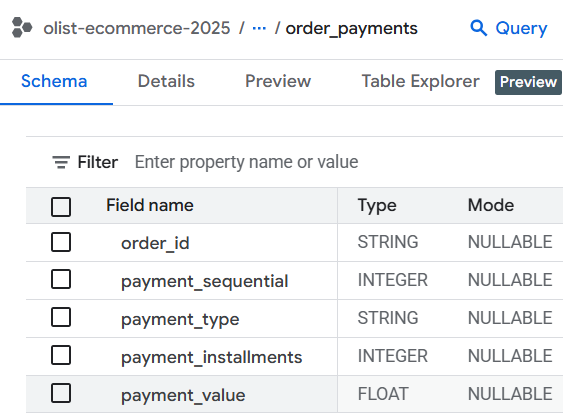 olist-ecommerce-2025 / ... / order_payments Query
Schema Details Preview Table Explorer Preview
Filter Enter property name or value
Field name Type Mode
order_id STRING NULLABLE
payment_sequential INTEGER NULLABLE
payment_type STRING NULLABLE
payment_installments INTEGER NULLABLE
payment_value FLOAT NULLABLE